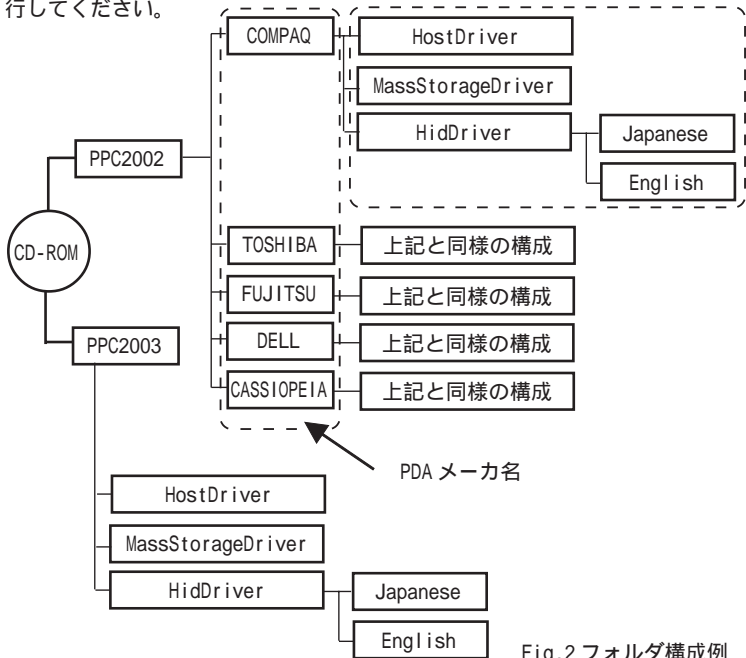 行してください。
COMPAQ
HostDriver
MassStorageDriver
HidDriver
Japanese
English
PPC2002
CD-ROM
TOSHIBA
上記と同様の構成
FUJITSU
上記と同様の構成
PPC2003
DELL
上記と同様の構成
CASSIOPEIA
上記と同様の構成
PDA メーカ名
HostDriver
MassStorageDriver
HidDriver
Japanese
English
Fig.2 フォルダ構成例